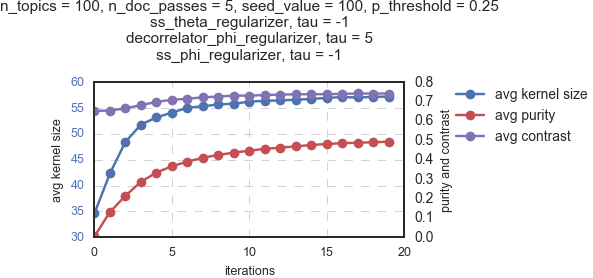 n_topics = 100, n_doc_passes = 5, seed_value = 100, p_threshold = 0.25
ss_theta_regularizer, tau = -1
decorrelator_phi_regularizer, tau = 5
ss_phi_regularizer, tau = -1
60
55
50
45
40
35
30
avg kernel size
0
5
10
15
20
iterations
0.8
0.7
0.6
0.5
0.4
0.3
0.2
0.1
0.0
purity and contrast
avg kernel size
avg purity
avg contrast